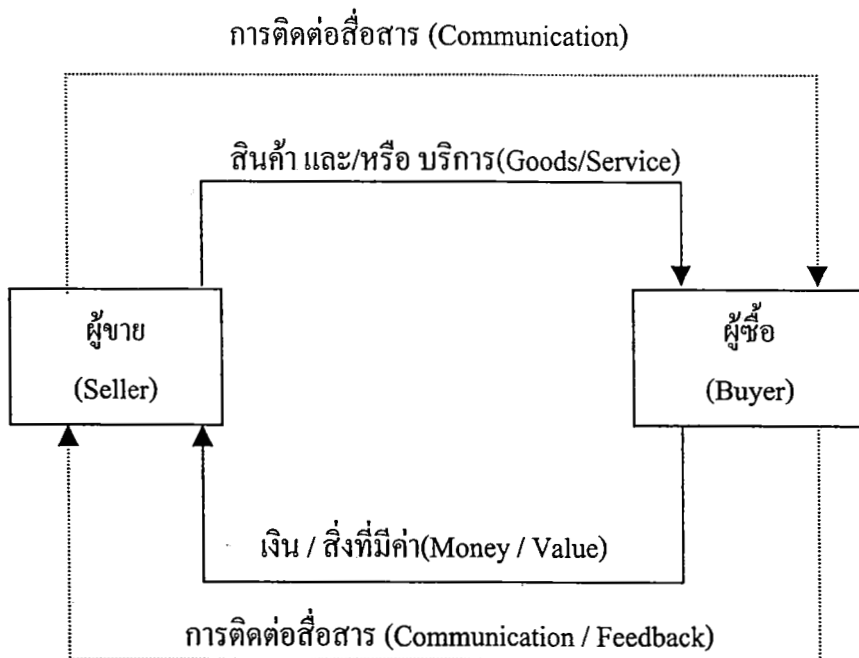 การติดต่อสื่อสาร (Communication)
สินค้า และ/หรือ บริการ(Goods/Service)
ผู้ขาย
(Seller)
ผู้ซื้อ
(Buyer)
เงิน / สิ่งที่มีค่า(Money / Value)
การติดต่อสื่อสาร (Communication / Feedback)